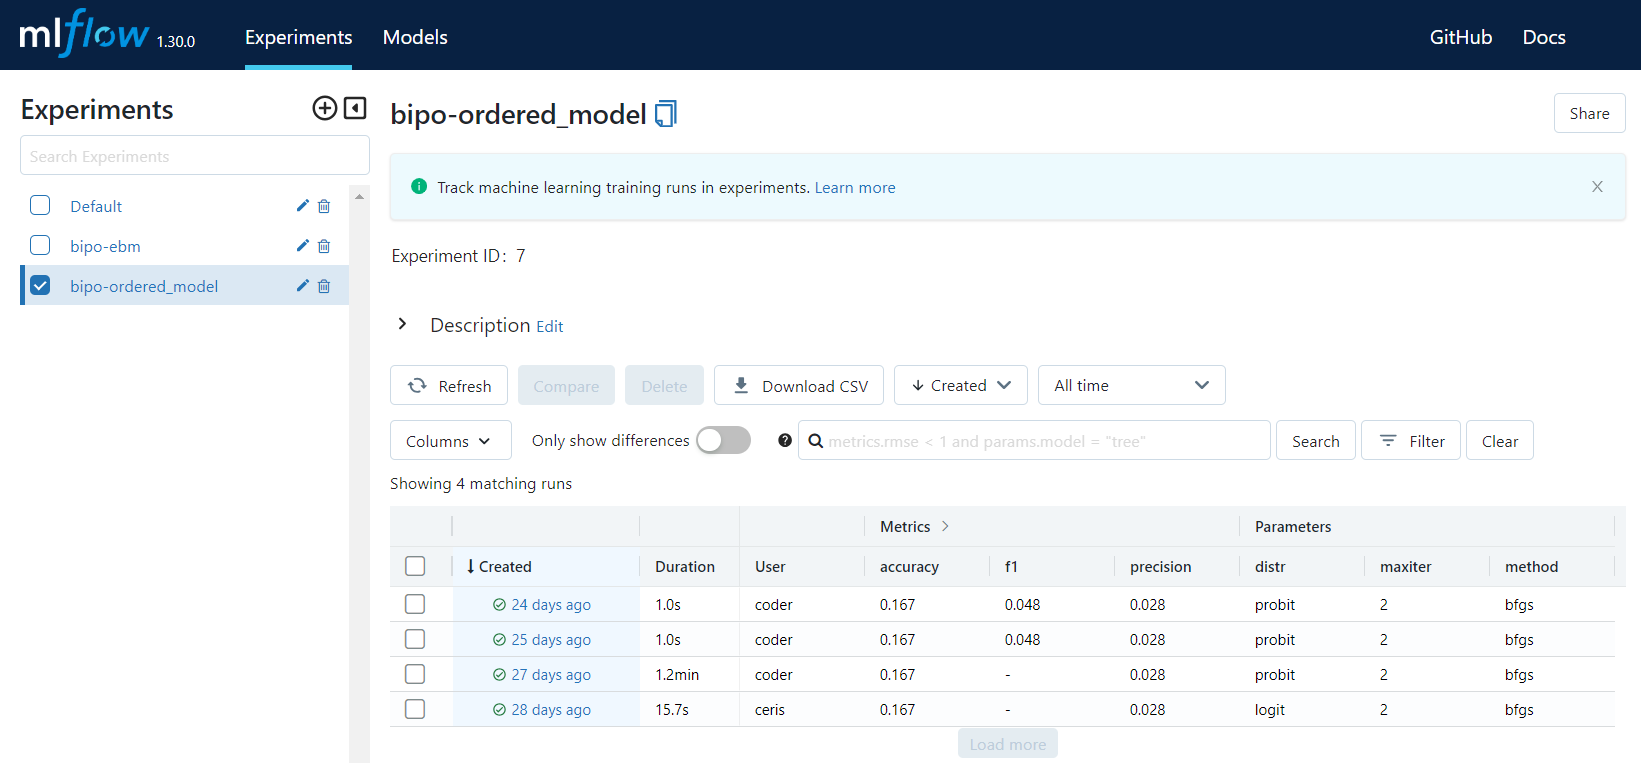 mlflow 1.30.0 Experiments Models GitHub Docs
Experiments
Search Experiments
Default
bipo-ebm
bipo-ordered_model
bipo-ordered_model Share
Track machine learning training runs in experiments. Learn more
Experiment ID: 7
Description Edit
Refresh Compare Delete Download CSV ↓ Created All time
Columns Only show differences metrics.rmse < 1 and params.model = "tree" Search Filter Clear
Showing 4 matching runs
Metrics > Parameters
↓ Created Duration User accuracy f1 precision distr maxiter method
24 days ago 1.0s coder 0.167 0.048 0.028 probit 2 bfgs
25 days ago 1.0s coder 0.167 0.048 0.028 probit 2 bfgs
27 days ago 1.2min coder 0.167 - 0.028 probit 2 bfgs
28 days ago 15.7s ceris 0.167 - 0.028 logit 2 bfgs
Load more